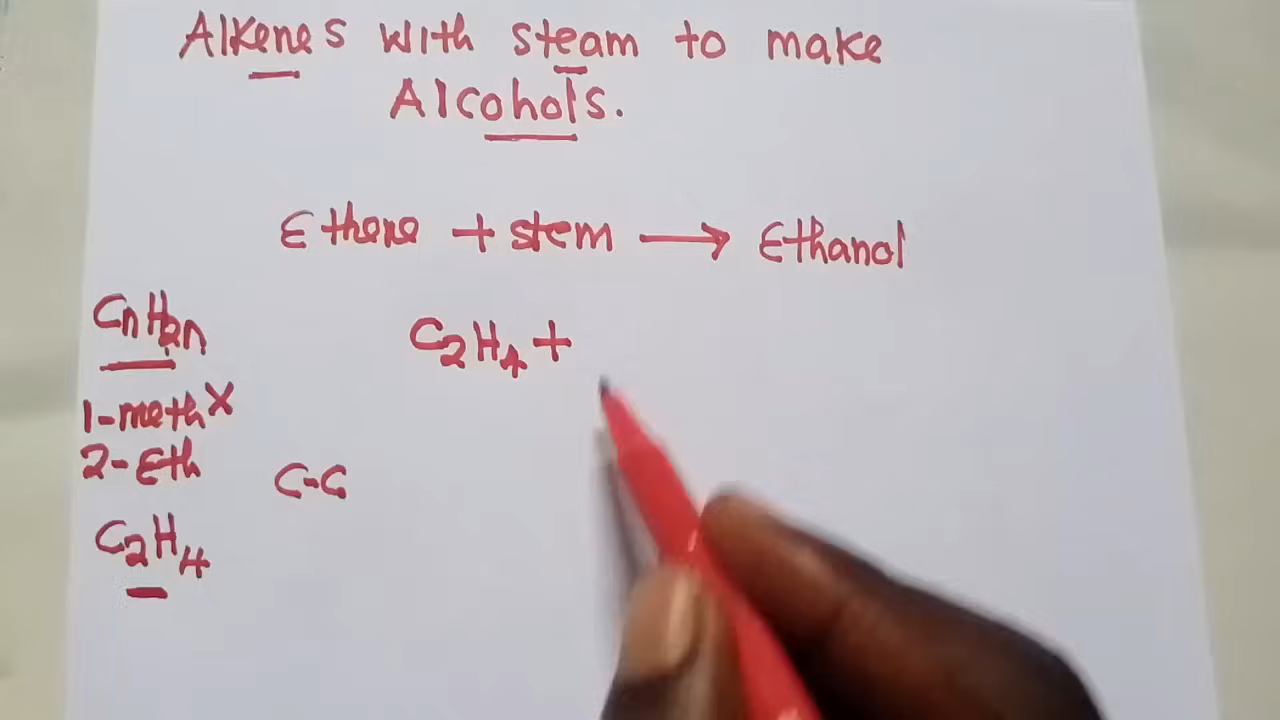 Alkenes with steam to make
Alcohols.
Ethene + stem → Ethanol
CnH2n
C2H4 +
1-meth X
2-Eth
C-C
C2H4